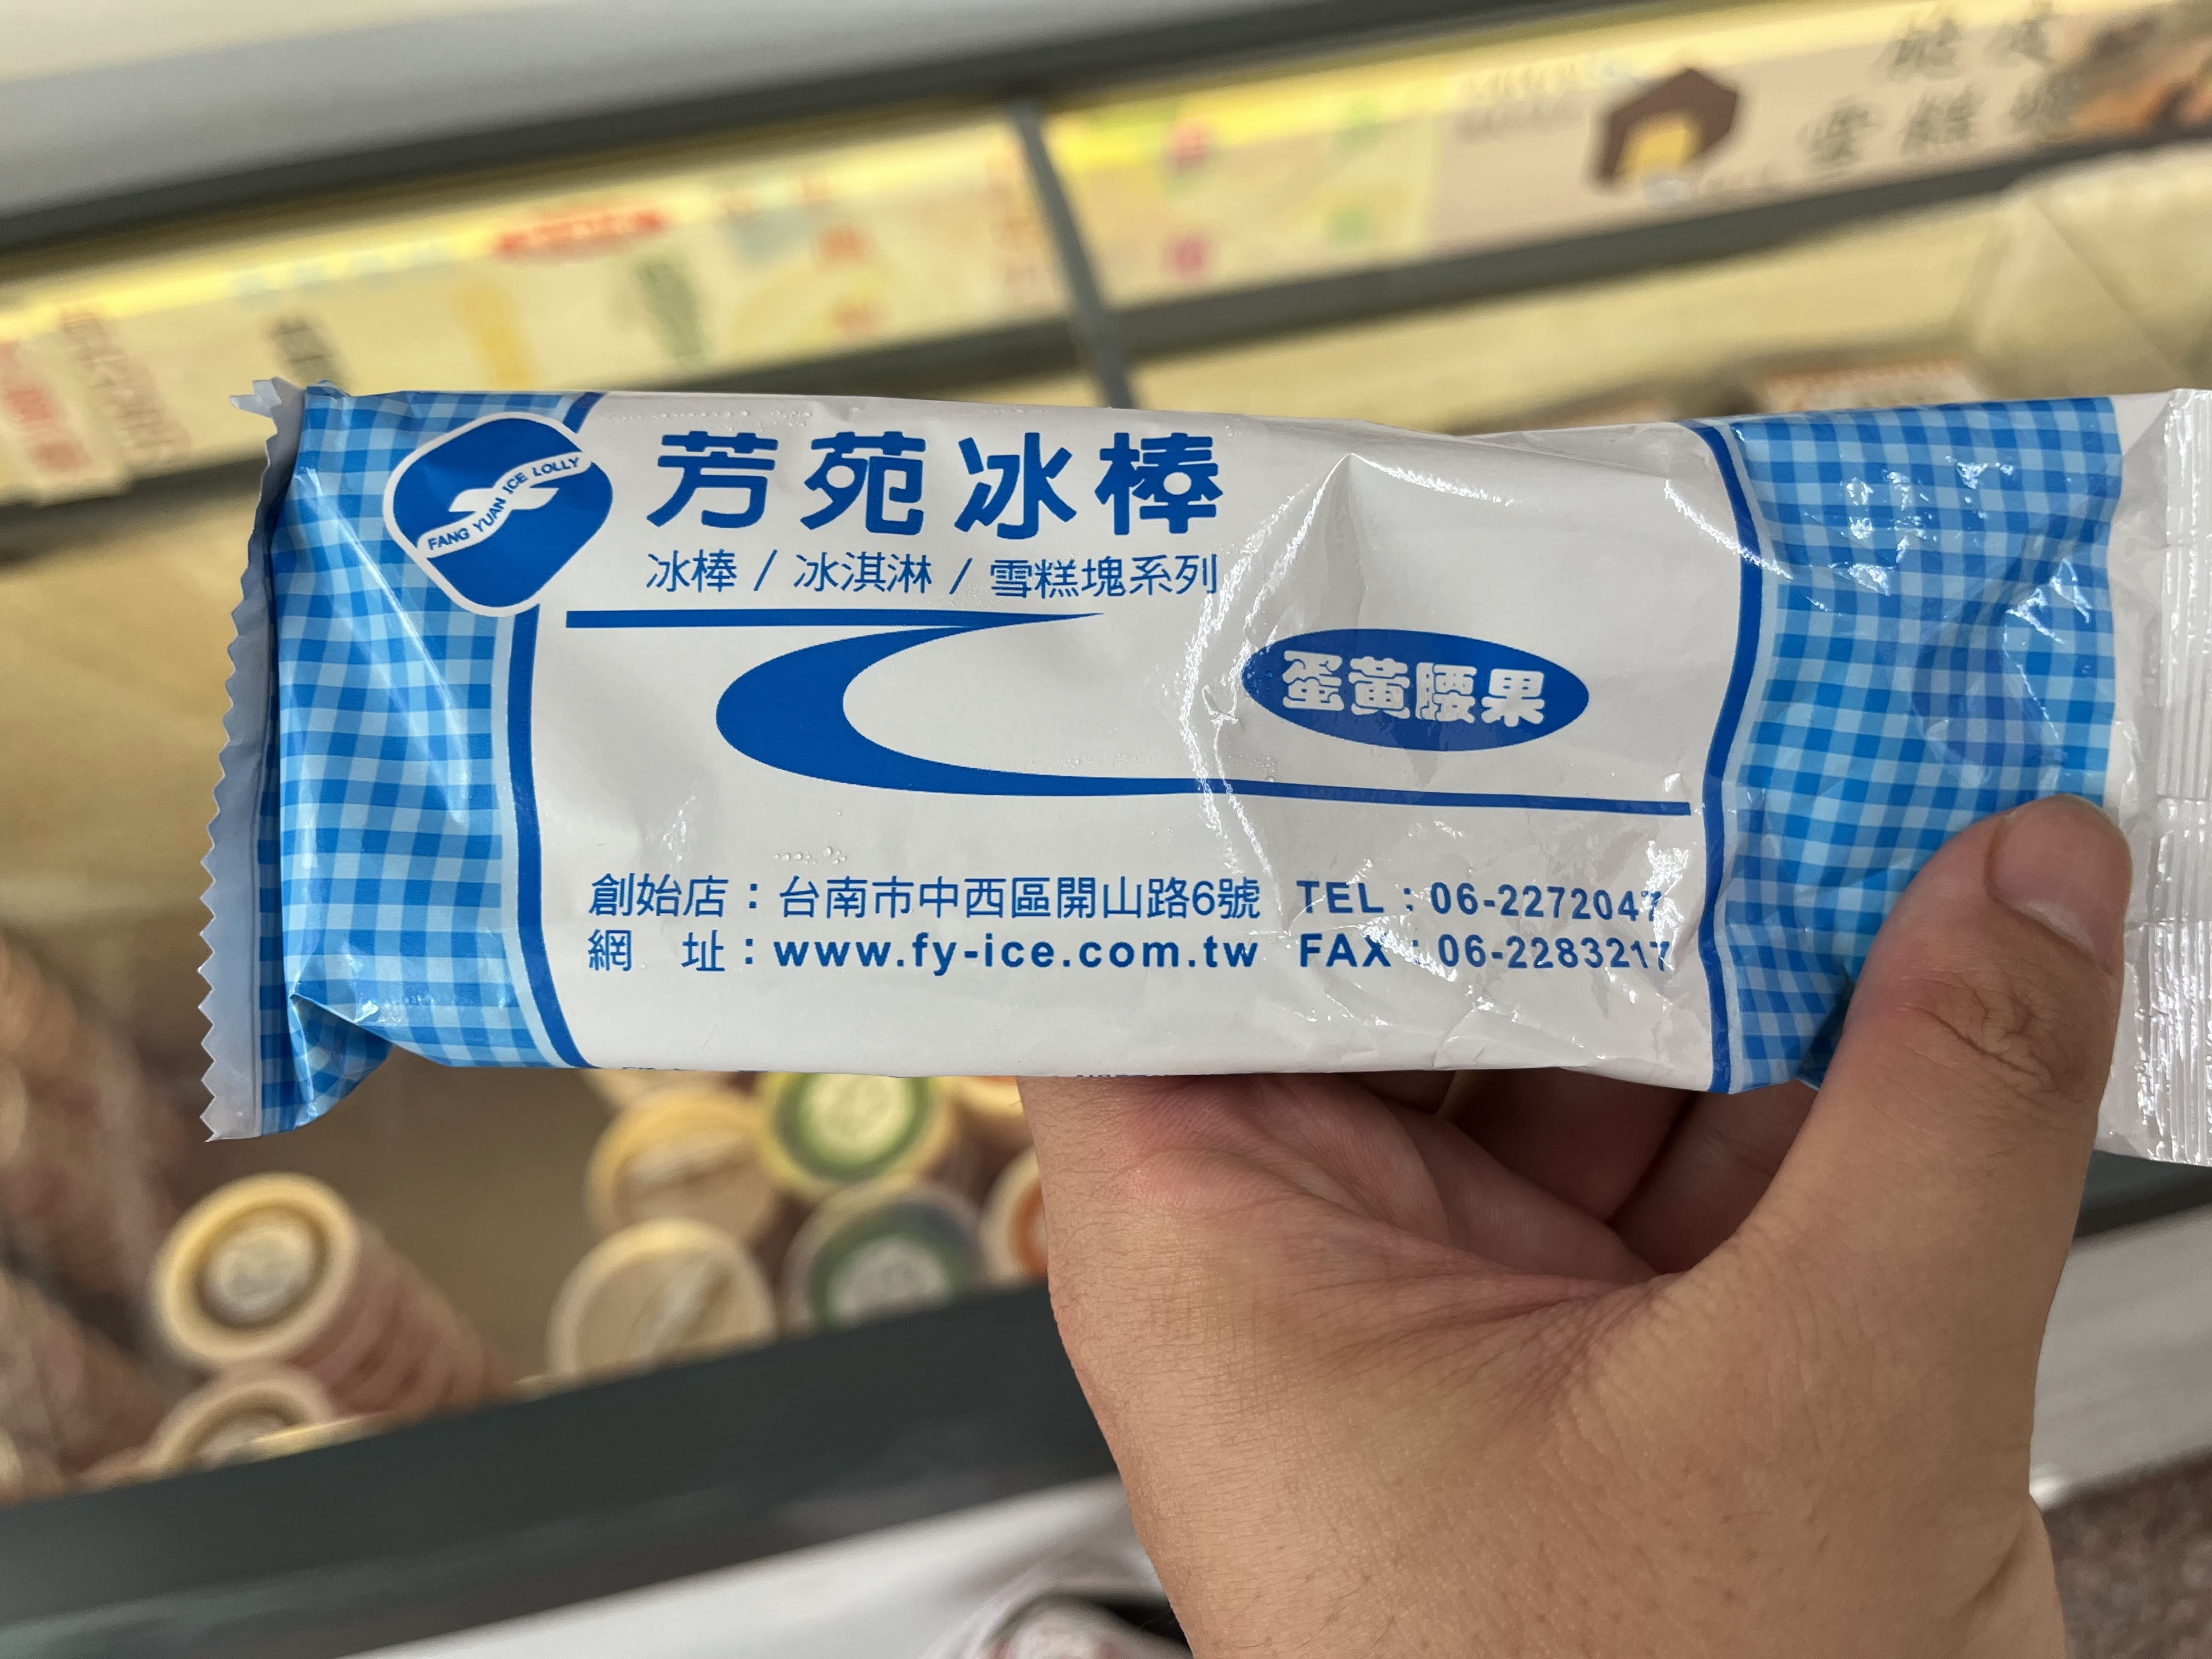 FANG YUAN ICE LOLLY
芳苑冰棒
冰棒 / 冰淇淋 / 雪糕塊系列
蛋黃腰果
創始店：台南市中西區開山路6號 TEL：06-2272047
網 址：www.fy-ice.com.tw FAX：06-2283217